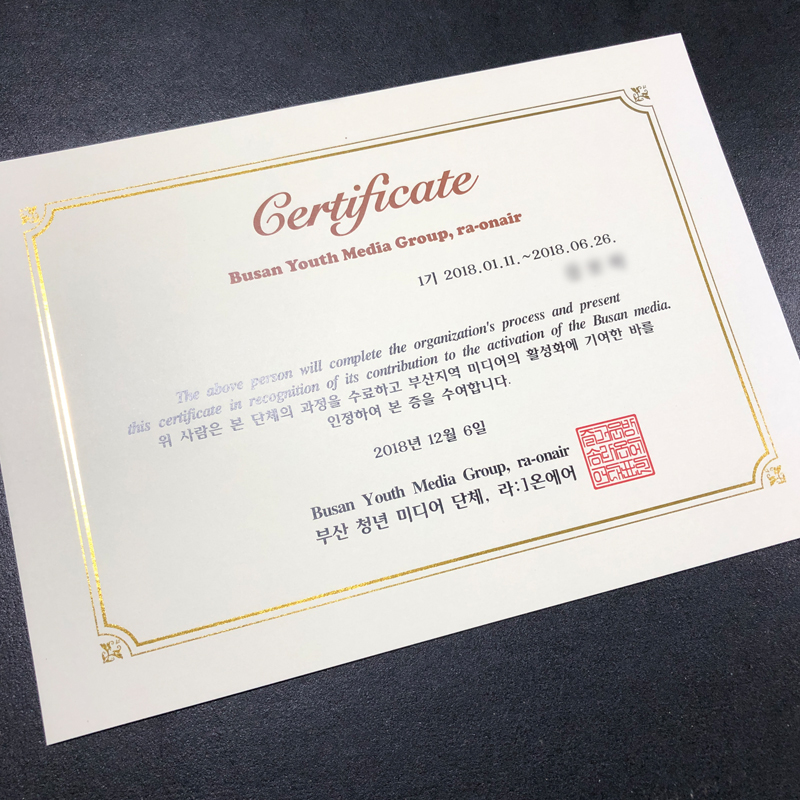 Certificate
Busan Youth Media Group, ra-onair
1기 2018.01.11.~2018.06.26.
The above person will complete the organization's process and present
this certificate in recognition of its contribution to the activation of the Busan media.
위 사람은 본 단체의 과정을 수료하고 부산지역 미디어의 활성화에 기여한 바를
인정하여 본 증을 수여합니다.
2018년 12월 6일
Busan Youth Media Group, ra-onair
부산 청년 미디어 단체, 라:]온에어